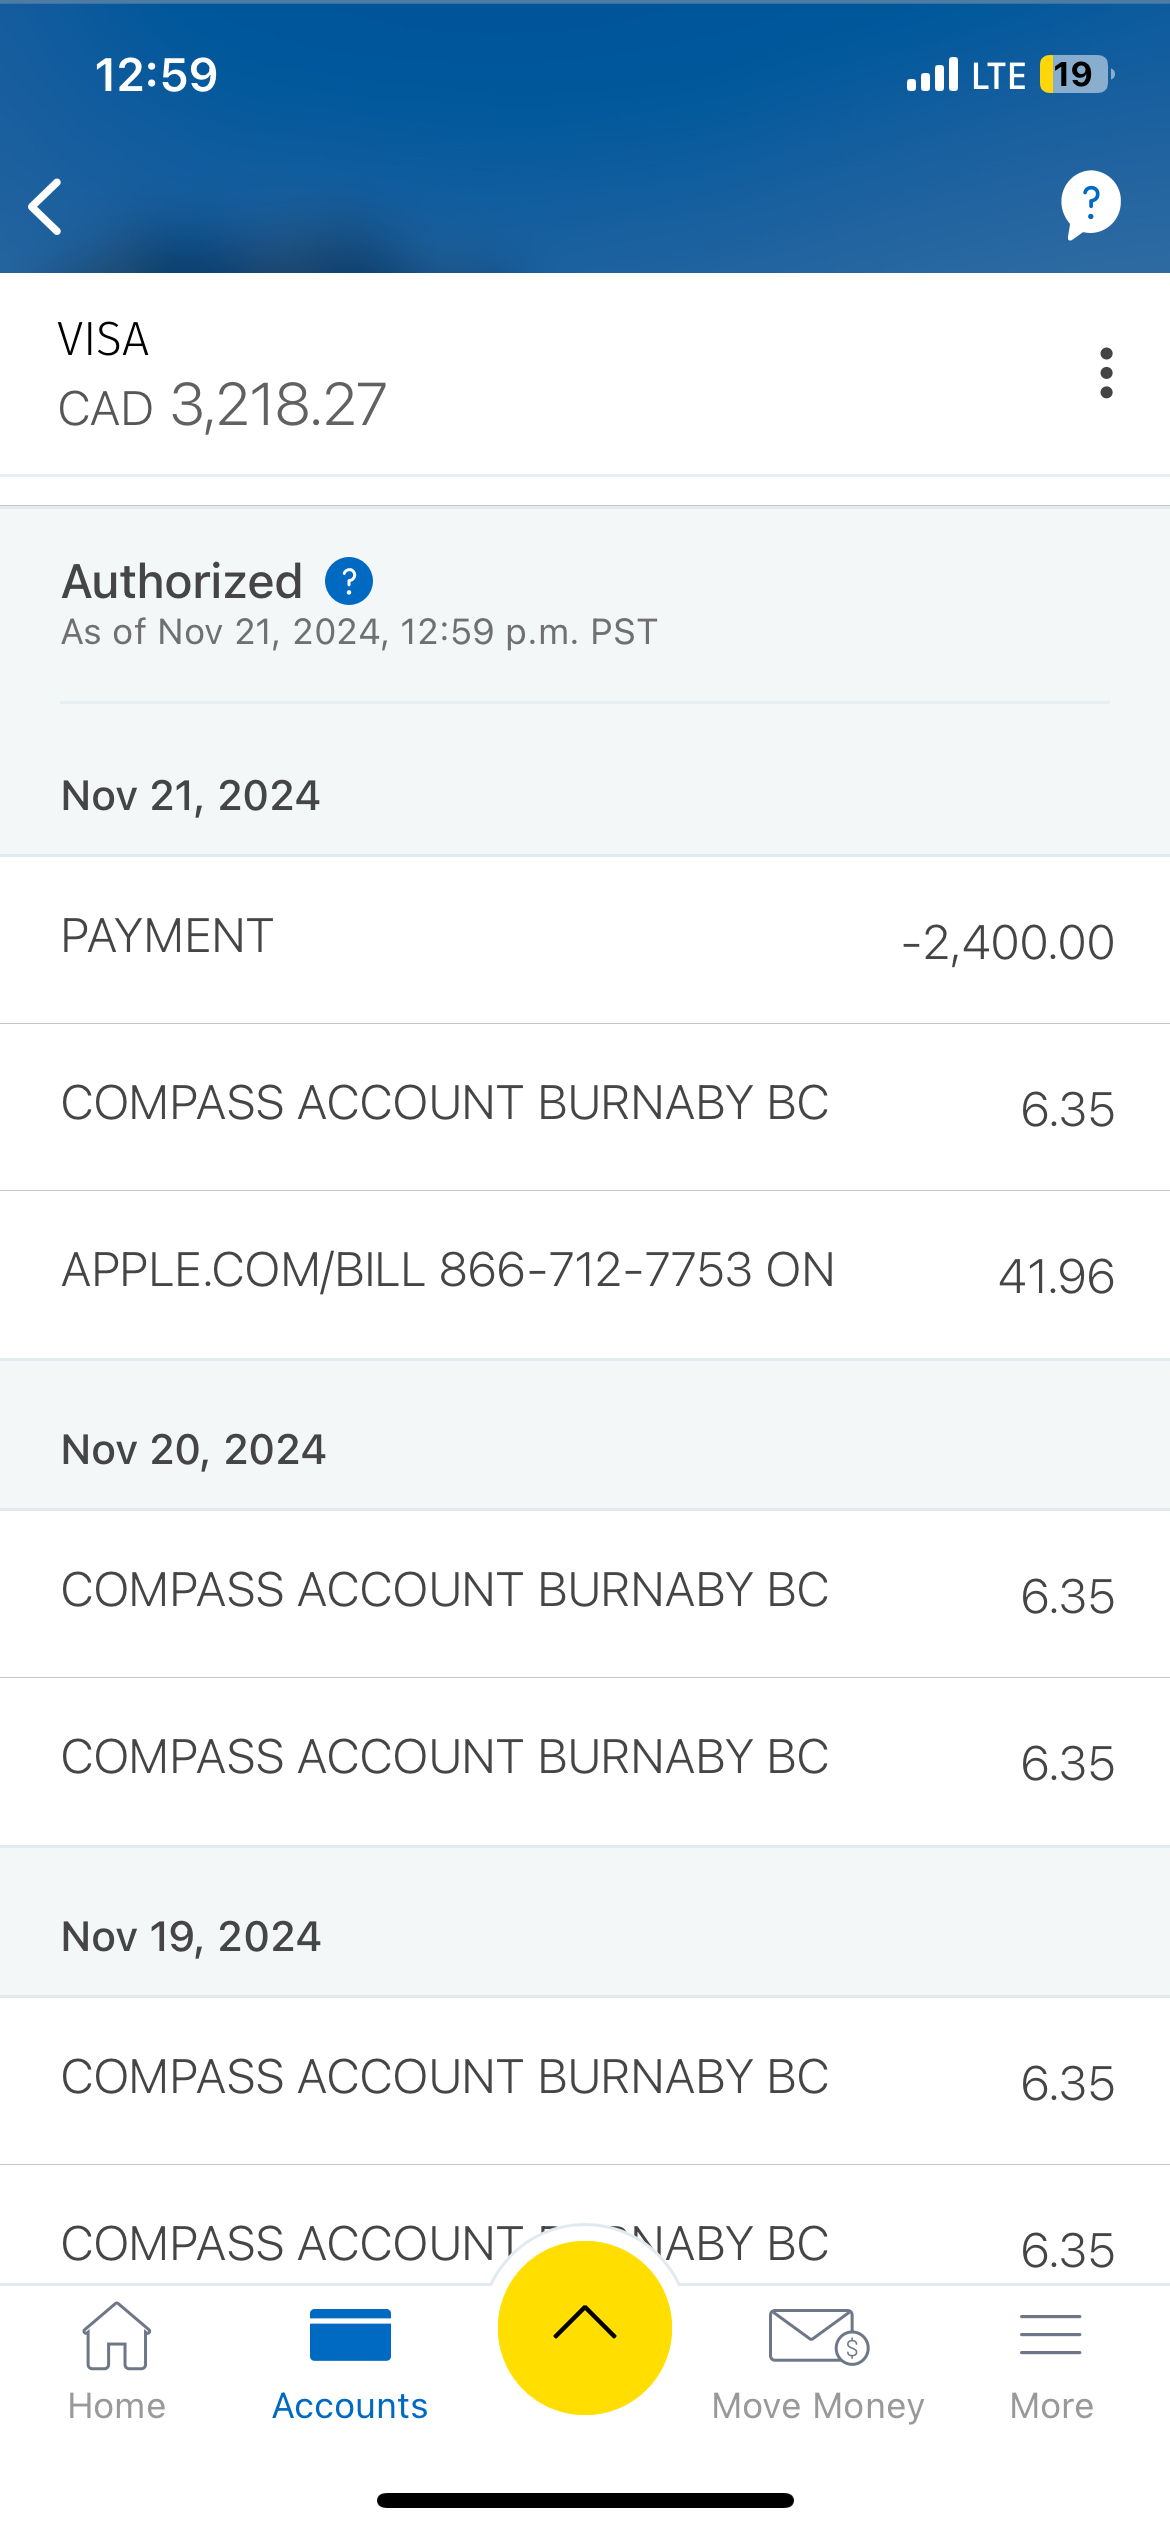 12:59
LTE 19
?
VISA
CAD 3,218.27
Authorized ?
As of Nov 21, 2024, 12:59 p.m. PST
Nov 21, 2024
PAYMENT -2,400.00
COMPASS ACCOUNT BURNABY BC 6.35
APPLE.COM/BILL 866-712-7753 ON 41.96
Nov 20, 2024
COMPASS ACCOUNT BURNABY BC 6.35
COMPASS ACCOUNT BURNABY BC 6.35
Nov 19, 2024
COMPASS ACCOUNT BURNABY BC 6.35
COMPASS ACCOUNT BURNABY BC 6.35
$
Home Accounts Move Money More